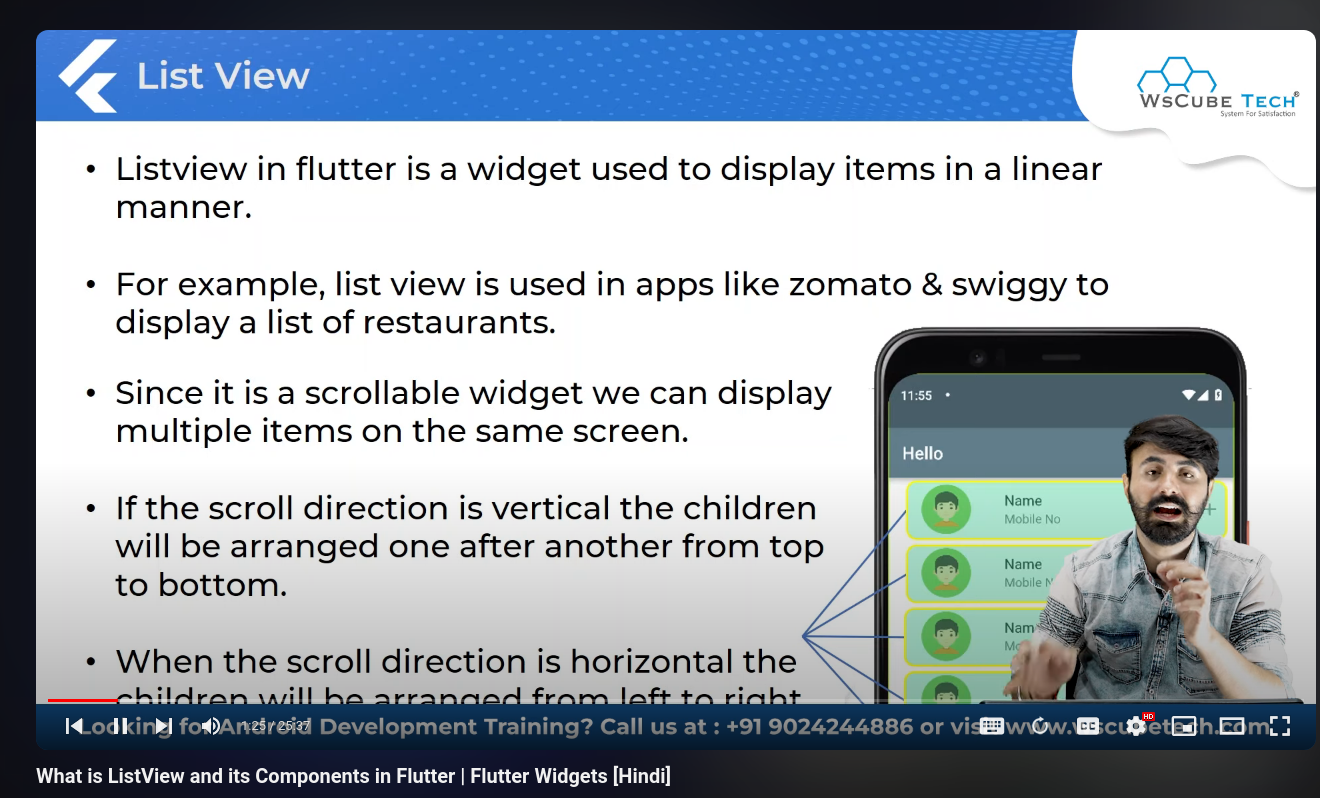 List View
WSCUBE TECH®
System For Satisfaction
• Listview in flutter is a widget used to display items in a linear
manner.
• For example, list view is used in apps like zomato & swiggy to
display a list of restaurants.
• Since it is a scrollable widget we can display
multiple items on the same screen.
• If the scroll direction is vertical the children
will be arranged one after another from top
to bottom.
• When the scroll direction is horizontal the
children will be arranged from left to right
11:55
Hello
Name
Mobile No
Name
Mobile N
Nam
Mo
Looking for Android Development Training? Call us at : +91 9024244886 or visit www.wscubetech.com
1:25 / 25:37
CC
HD
What is ListView and its Components in Flutter | Flutter Widgets [Hindi]